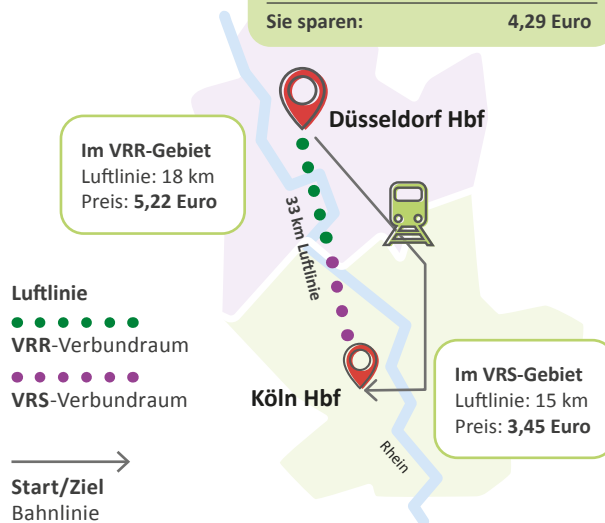 Sie sparen: 4,29 Euro
Düsseldorf Hbf
Im VRR-Gebiet
Luftlinie: 18 km
Preis: 5,22 Euro
33 km Luftlinie
Luftlinie
VRR-Verbundraum
VRS-Verbundraum
Köln Hbf
Im VRS-Gebiet
Luftlinie: 15 km
Preis: 3,45 Euro
Rhein
Start/Ziel
Bahnlinie